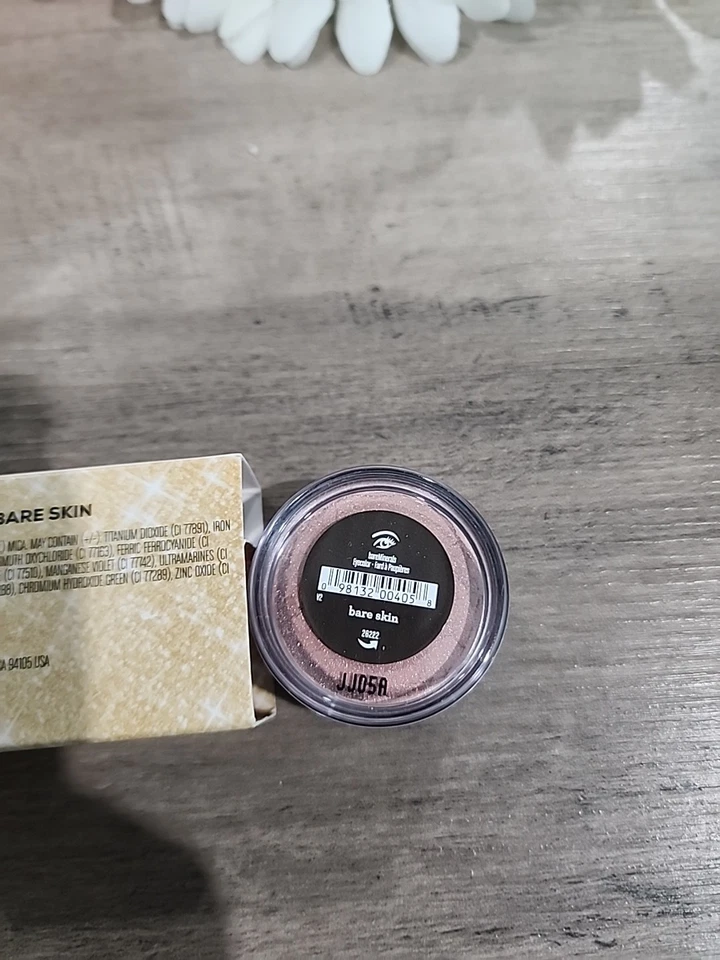 BARE SKIN
) MICA. MAY CONTAIN (+/-) TITANIUM DIOXIDE (CI 77891), IRON
OXYCHLORIDE (CI 77163), FERRIC FERROCYANIDE (CI
(CI 77510), MANGANESE VIOLET (CI 77742), ULTRAMARINES (CI
CHROMIUM HYDROXIDE GREEN (CI 77289), ZINC OXIDE (CI
CA 94105 USA
bareMinerals
Eyecolor • Fard à Paupières
0 98132 00405 8
V2
bare skin
26222
JJ05A